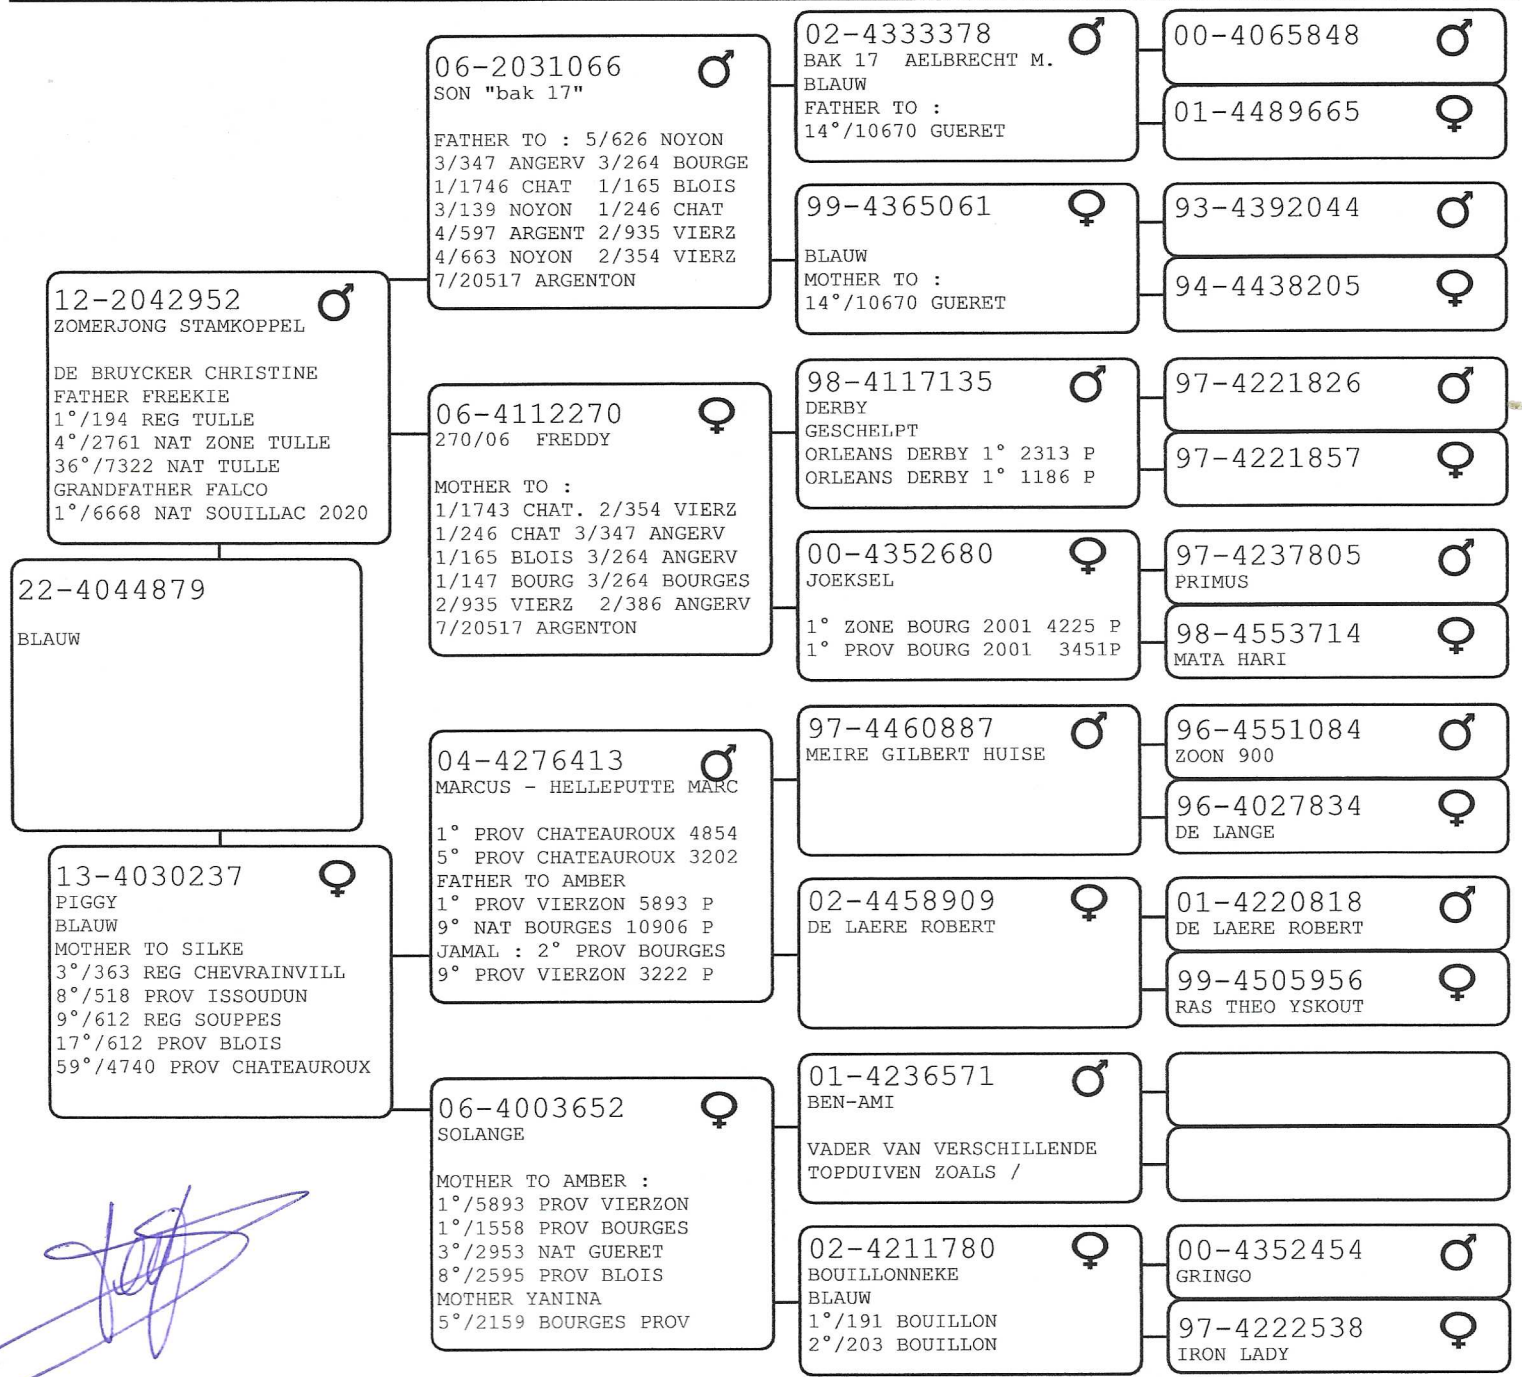 22-4044879
BLAUW
12-2042952
ZOMERJONG STAMKOPPEL
DE BRUYCKER CHRISTINE
FATHER FREEKIE
1°/194 REG TULLE
4°/2761 NAT ZONE TULLE
36°/7322 NAT TULLE
GRANDFATHER FALCO
1°/6668 NAT SOUILLAC 2020
13-4030237
PIGGY
BLAUW
MOTHER TO SILKE
3°/363 REG CHEVRAINVILL
8°/518 PROV ISSOUDUN
9°/612 REG SOUPPES
17°/612 PROV BLOIS
59°/4740 PROV CHATEAUROUX
06-2031066
SON "bak 17"
FATHER TO : 5/626 NOYON
3/347 ANGERV 3/264 BOURGE
1/1746 CHAT 1/165 BLOIS
3/139 NOYON 1/246 CHAT
4/597 ARGENT 2/935 VIERZ
4/663 NOYON 2/354 VIERZ
7/20517 ARGENTON
06-4112270
270/06 FREDDY
MOTHER TO :
1/1743 CHAT. 2/354 VIERZ
1/246 CHAT 3/347 ANGERV
1/165 BLOIS 3/264 ANGERV
1/147 BOURG 3/264 BOURGES
2/935 VIERZ 2/386 ANGERV
7/20517 ARGENTON
04-4276413
MARCUS - HELLEPUTTE MARC
1° PROV CHATEAUROUX 4854
5° PROV CHATEAUROUX 3202
FATHER TO AMBER
1° PROV VIERZON 5893 P
9° NAT BOURGES 10906 P
JAMAL : 2° PROV BOURGES
9° PROV VIERZON 3222 P
06-4003652
SOLANGE
MOTHER TO AMBER :
1°/5893 PROV VIERZON
1°/1558 PROV BOURGES
3°/2953 NAT GUERET
8°/2595 PROV BLOIS
MOTHER YANINA
5°/2159 BOURGES PROV
02-4333378
BAK 17 AELBRECHT M.
BLAUW
FATHER TO :
14°/10670 GUERET
99-4365061
BLAUW
MOTHER TO :
14°/10670 GUERET
98-4117135
DERBY
GESCHELPT
ORLEANS DERBY 1° 2313 P
ORLEANS DERBY 1° 1186 P
00-4352680
JOEKSEL
1° ZONE BOURG 2001 4225 P
1° PROV BOURG 2001 3451P
97-4460887
MEIRE GILBERT HUISE
02-4458909
DE LAERE ROBERT
01-4236571
BEN-AMI
VADER VAN VERSCHILLENDE
TOPDUIVEN ZOALS /
02-4211780
BOUILLONNEKE
BLAUW
1°/191 BOUILLON
2°/203 BOUILLON
00-4065848
01-4489665
93-4392044
94-4438205
97-4221826
97-4221857
97-4237805
PRIMUS
98-4553714
MATA HARI
96-4551084
ZOON 900
96-4027834
DE LANGE
01-4220818
DE LAERE ROBERT
99-4505956
RAS THEO YSKOUT
00-4352454
GRINGO
97-4222538
IRON LADY